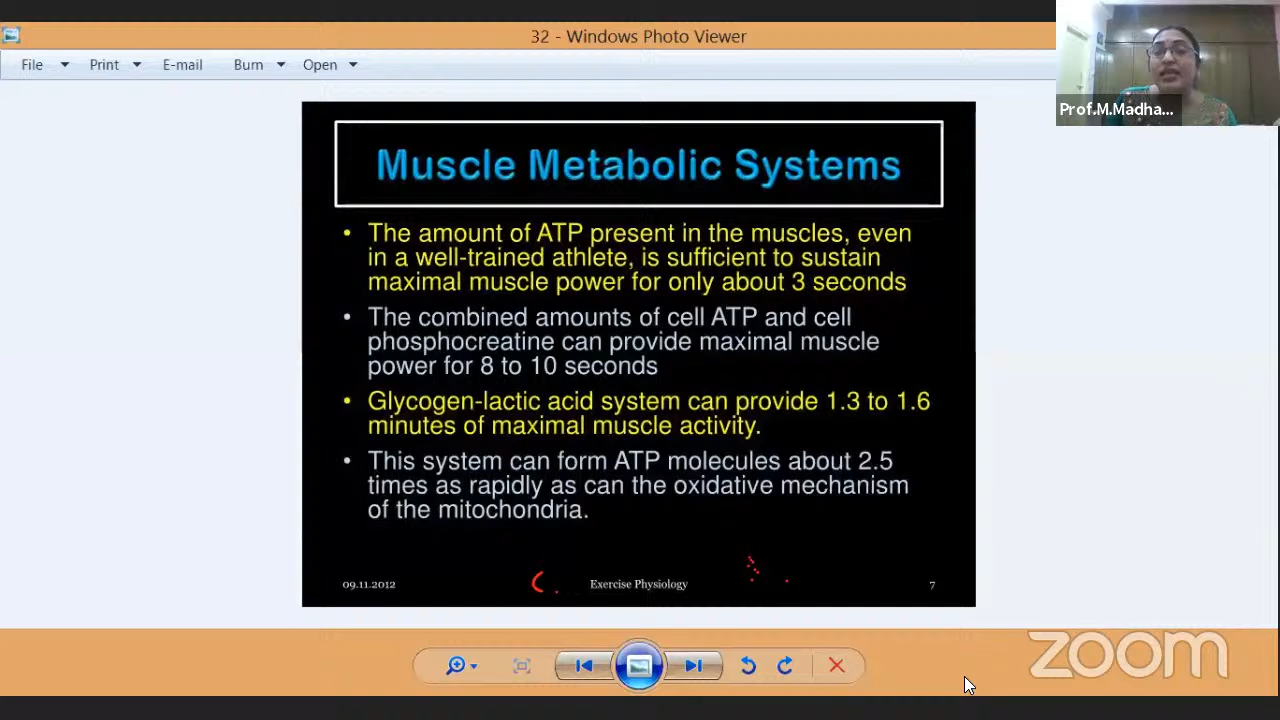 32 - Windows Photo Viewer
File Print E-mail Burn Open
Prof.M.Madha...
Muscle Metabolic Systems
• The amount of ATP present in the muscles, even
in a well-trained athlete, is sufficient to sustain
maximal muscle power for only about 3 seconds
• The combined amounts of cell ATP and cell
phosphocreatine can provide maximal muscle
power for 8 to 10 seconds
• Glycogen-lactic acid system can provide 1.3 to 1.6
minutes of maximal muscle activity.
• This system can form ATP molecules about 2.5
times as rapidly as can the oxidative mechanism
of the mitochondria.
09.11.2012 Exercise Physiology 7
zoom